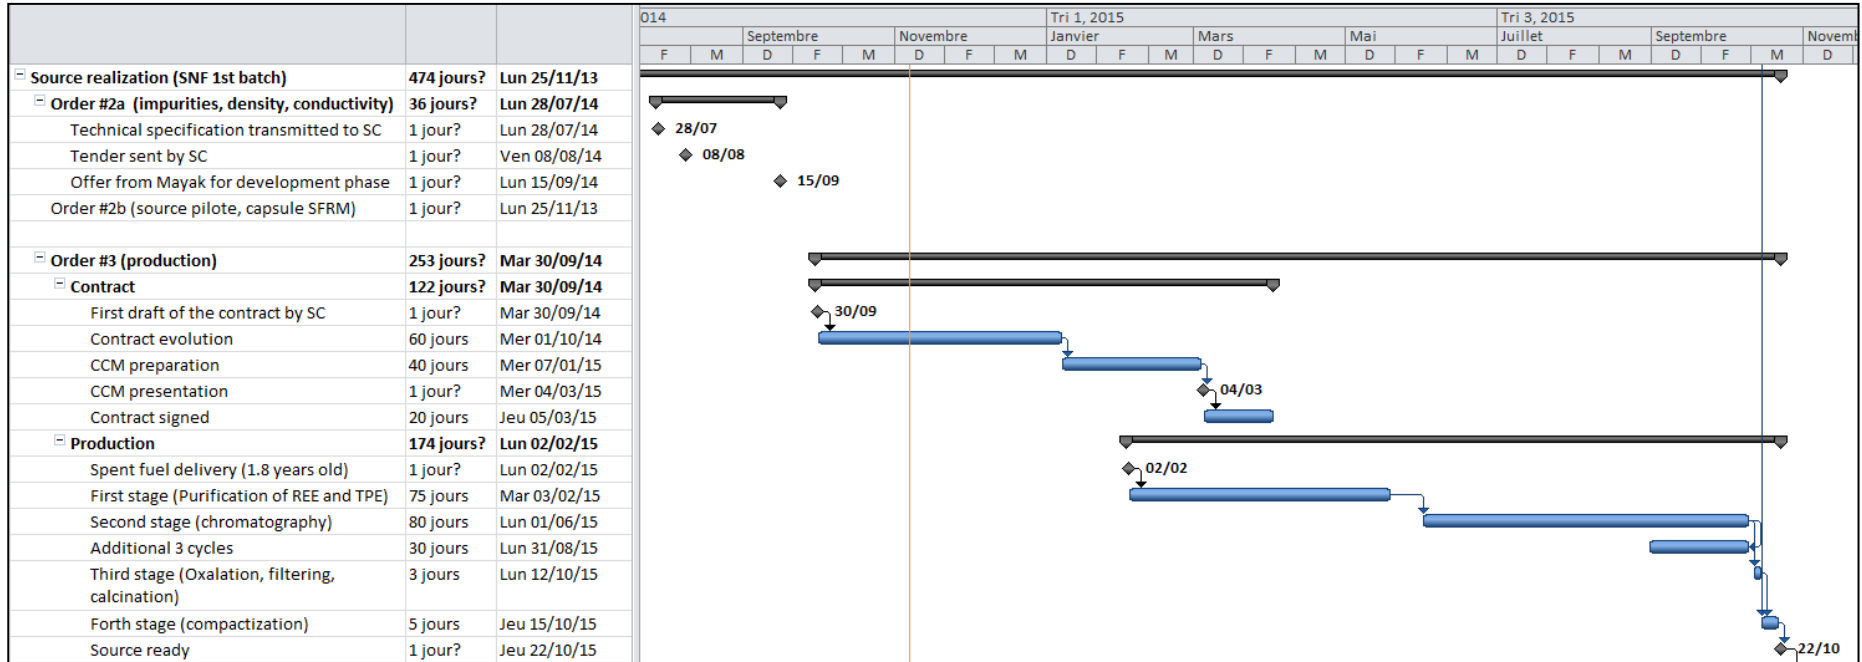 014 Tri 1, 2015 Tri 3, 2015
Septembre Novembre Janvier Mars Mai Juillet Septembre Novemb
F M D F M D F M D F M D F M D F M D F M D F M D
Source realization (SNF 1st batch) 474 jours? Lun 25/11/13
Order #2a (impurities, density, conductivity) 36 jours? Lun 28/07/14
Technical specification transmitted to SC 1 jour? Lun 28/07/14 28/07
Tender sent by SC 1 jour? Ven 08/08/14 08/08
Offer from Mayak for development phase 1 jour? Lun 15/09/14 15/09
Order #2b (source pilote, capsule SFRM) 1 jour? Lun 25/11/13
Order #3 (production) 253 jours? Mar 30/09/14
Contract 122 jours? Mar 30/09/14
First draft of the contract by SC 1 jour? Mar 30/09/14 30/09
Contract evolution 60 jours Mer 01/10/14
CCM preparation 40 jours Mer 07/01/15
CCM presentation 1 jour? Mer 04/03/15 04/03
Contract signed 20 jours Jeu 05/03/15
Production 174 jours? Lun 02/02/15
Spent fuel delivery (1.8 years old) 1 jour? Lun 02/02/15 02/02
First stage (Purification of REE and TPE) 75 jours Mar 03/02/15
Second stage (chromatography) 80 jours Lun 01/06/15
Additional 3 cycles 30 jours Lun 31/08/15
Third stage (Oxalation, filtering, 3 jours Lun 12/10/15
calcination)
Forth stage (compactization) 5 jours Jeu 15/10/15
Source ready 1 jour? Jeu 22/10/15 22/10